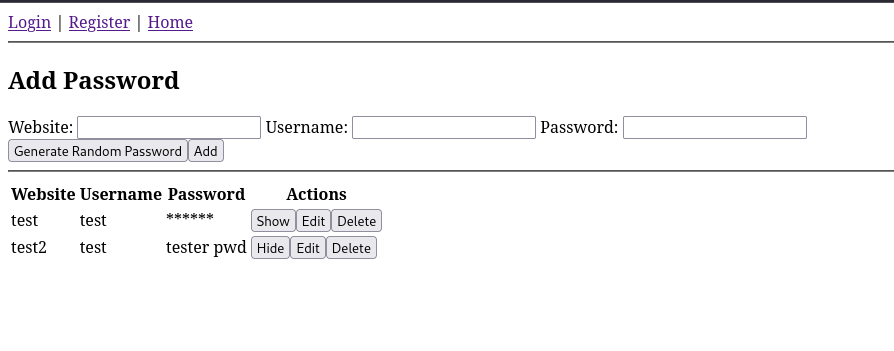 Login | Register | Home
Add Password
Website: Username: Password:
Generate Random Password Add
Website Username Password Actions
test test ****** Show Edit Delete
test2 test tester pwd Hide Edit Delete